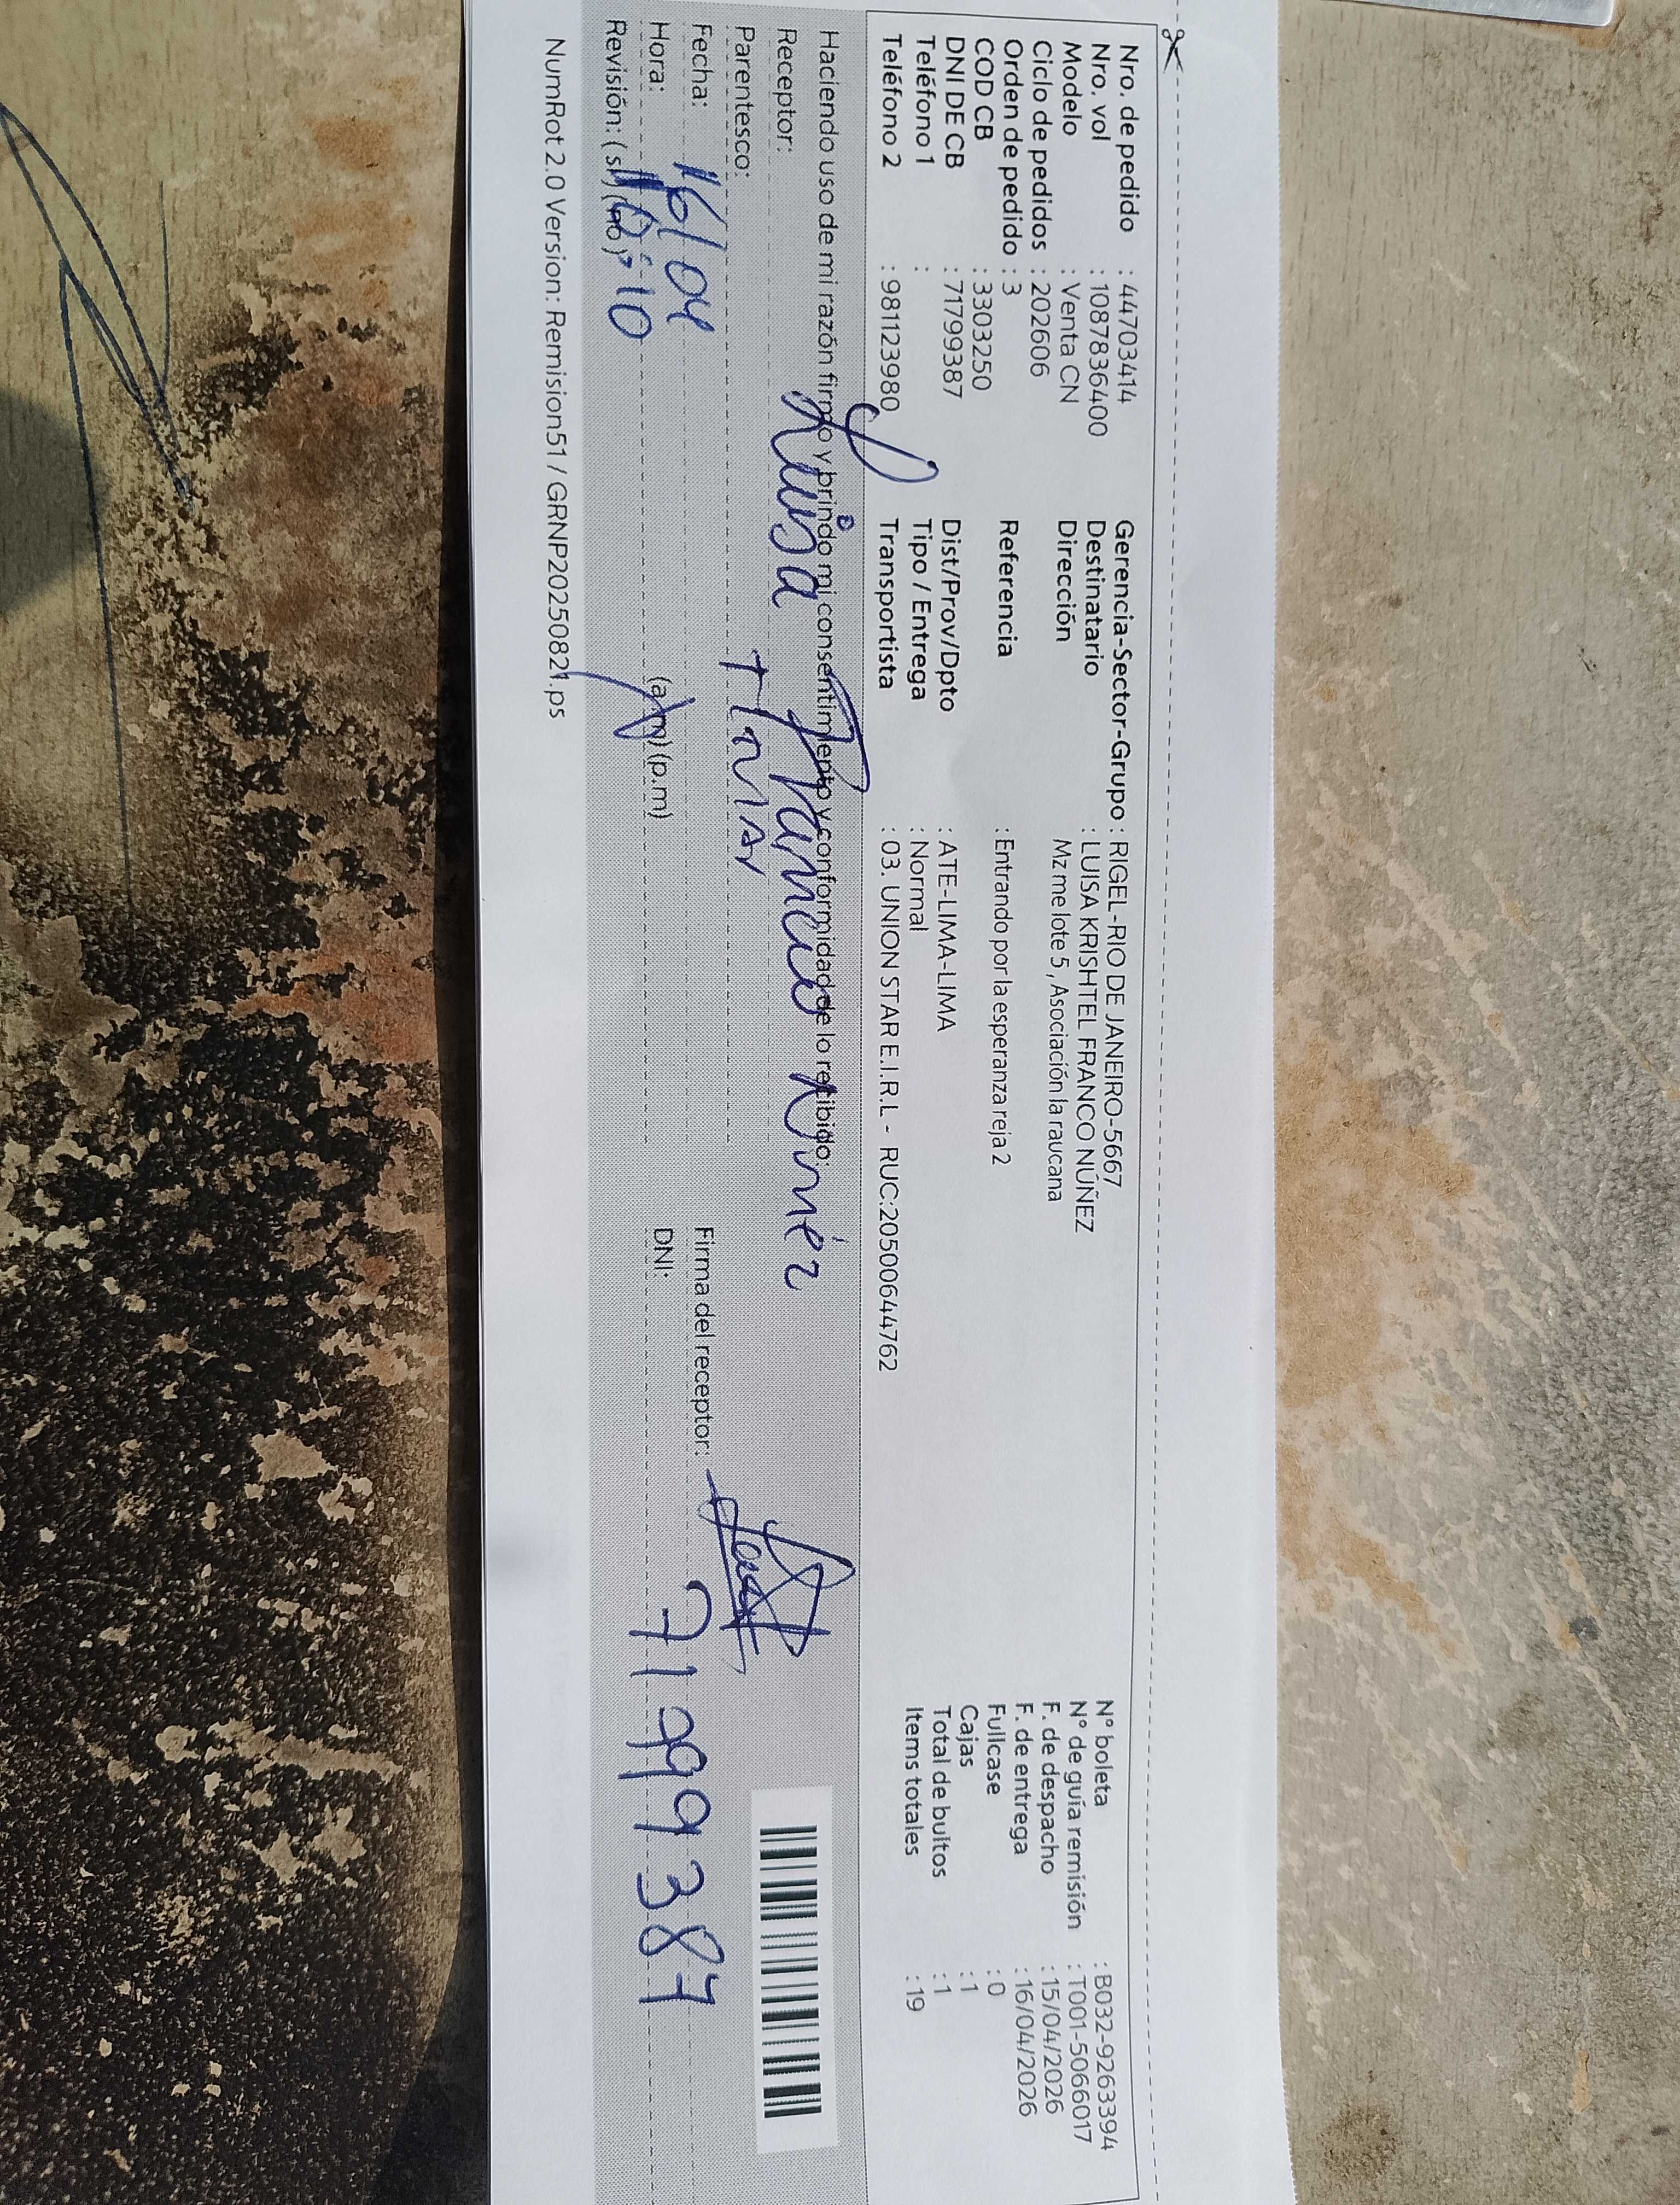 Nro. de pedido : 44703414
Nro. vol : 1087836400
Modelo : Venta CN
Ciclo de pedidos : 202606
Orden de pedido : 3
COD CB : 3303250
DNI DE CB : 71799387
Teléfono 1 :
Teléfono 2 : 981123980
Gerencia-Sector-Grupo : RIGEL-RIO DE JANEIRO-5667
Destinatario : LUISA KRISHTEL FRANCO NÚÑEZ
Dirección Mz me lote 5 , Asociación la raucana
Referencia : Entrando por la esperanza reja 2
Dist/Prov/Dpto : ATE-LIMA-LIMA
Tipo / Entrega : Normal
Transportista : 03. UNION STAR E.I.R.L - RUC:20500644762
N° boleta : B032-9263394
N° de guía remisión : T001-5066017
F. de despacho : 15/04/2026
F. de entrega : 16/04/2026
Fullcase : 0
Cajas : 1
Total de bultos : 1
Items totales : 19
Haciendo uso de mi razón firmo y brindo mi consentimiento y conformidad de lo recibido:
Receptor: Luisa Franco
Parentesco:
Fecha: 16/04
Firma del receptor:
Hora: 10:10 (a.m) (p.m)
DNI: 71799387
Revisión: ( si ) ( no )
NumRot 2.0 Version: Remision51 / GRNP20250821.ps